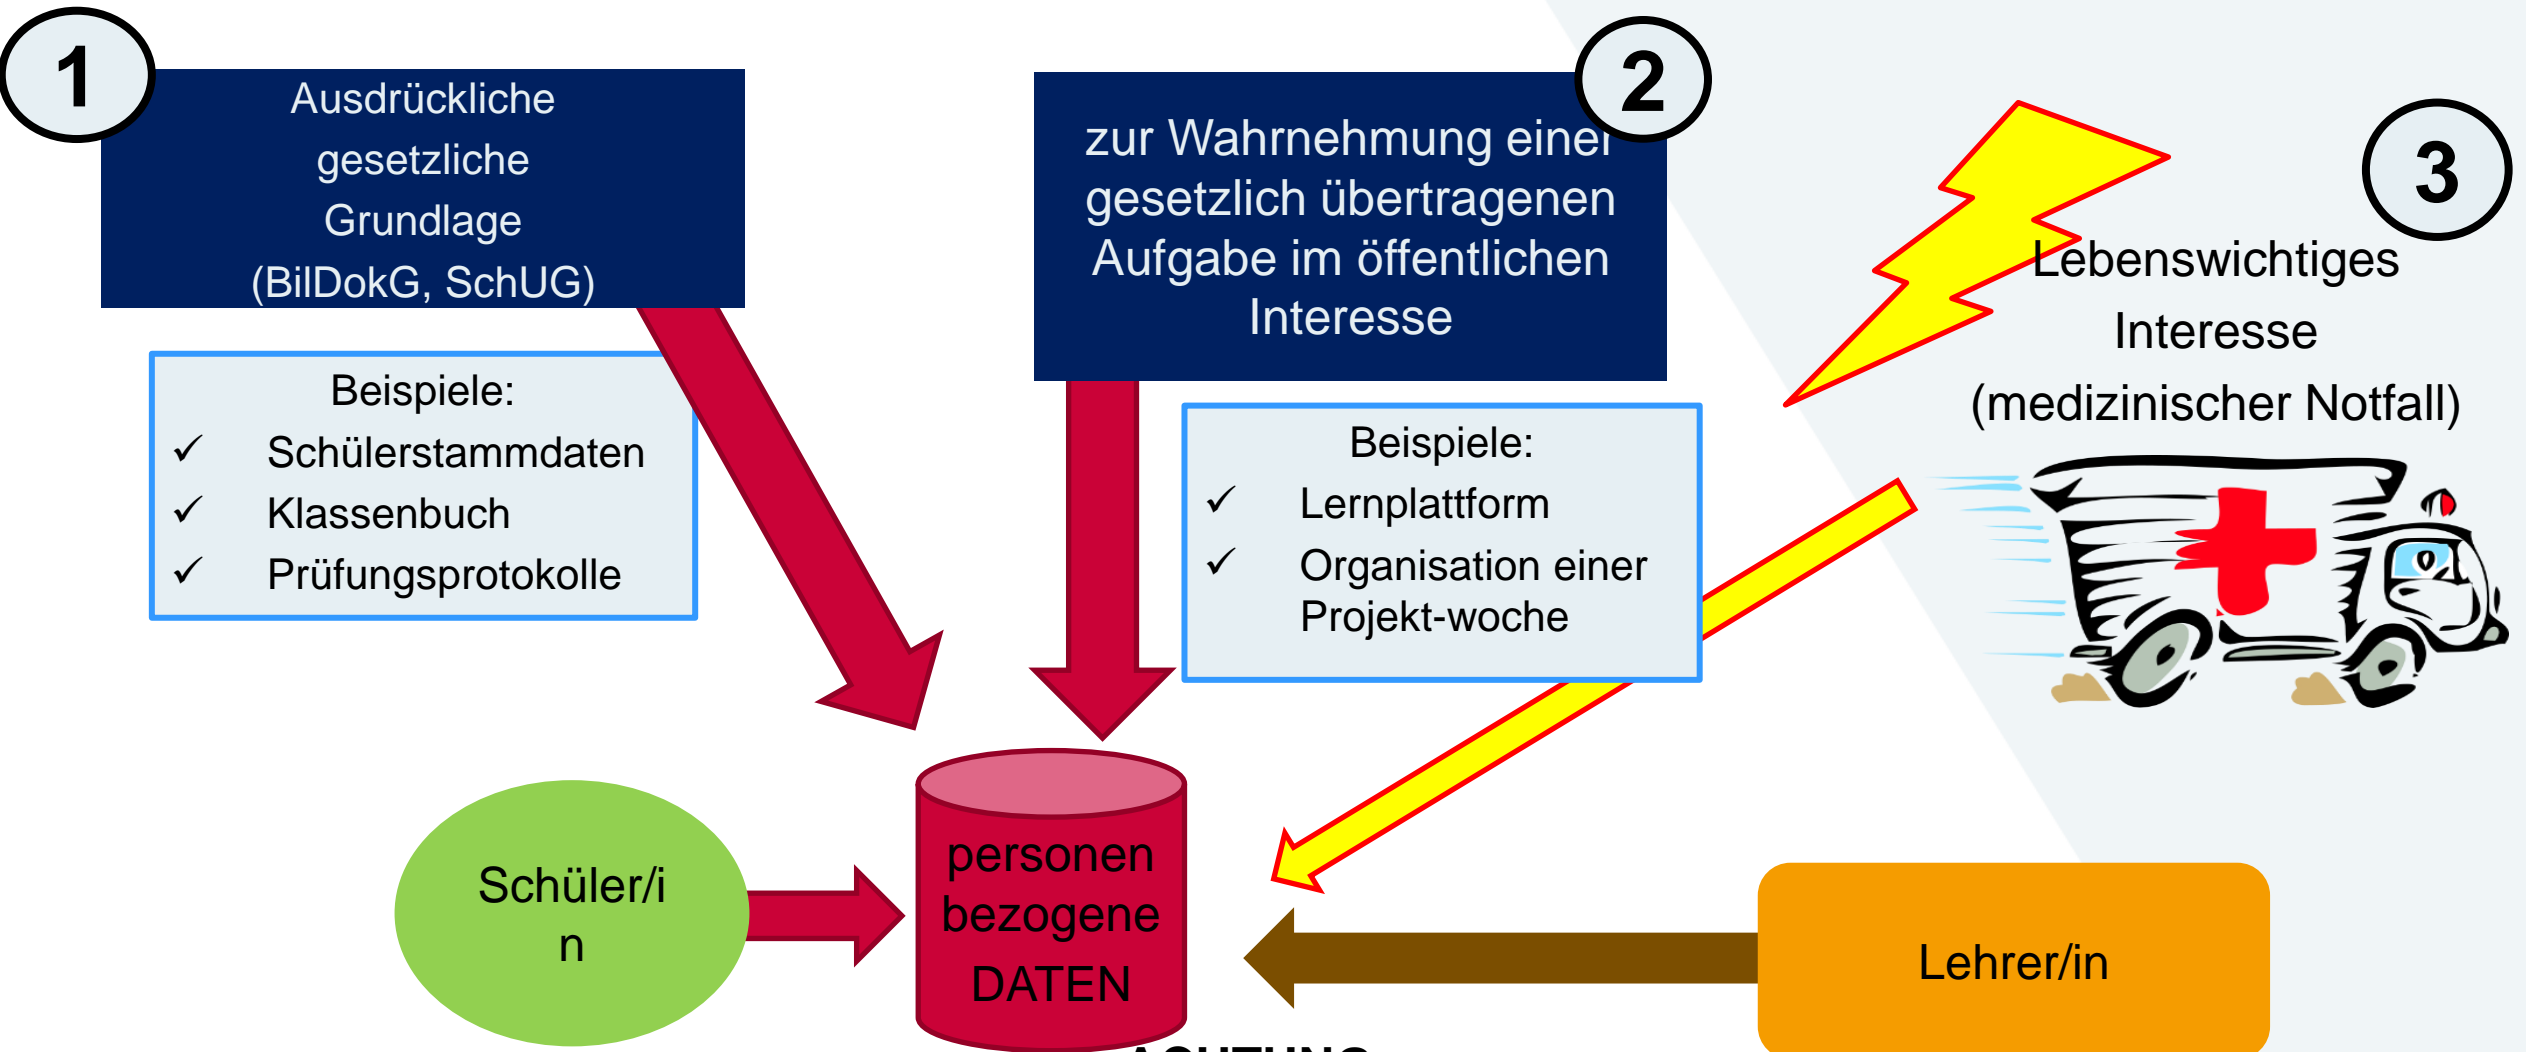 1
Ausdrückliche
gesetzliche
Grundlage
(BilDokG, SchUG)
Beispiele:
✓ Schülerstammdaten
✓ Klassenbuch
✓ Prüfungsprotokolle
2
zur Wahrnehmung einer
gesetzlich übertragenen
Aufgabe im öffentlichen
Interesse
Beispiele:
✓ Lernplattform
✓ Organisation einer
Projekt-woche
3
Lebenswichtiges
Interesse
(medizinischer Notfall)
Schüler/i
n
personen
bezogene
DATEN
Lehrer/in
ACHTUNG